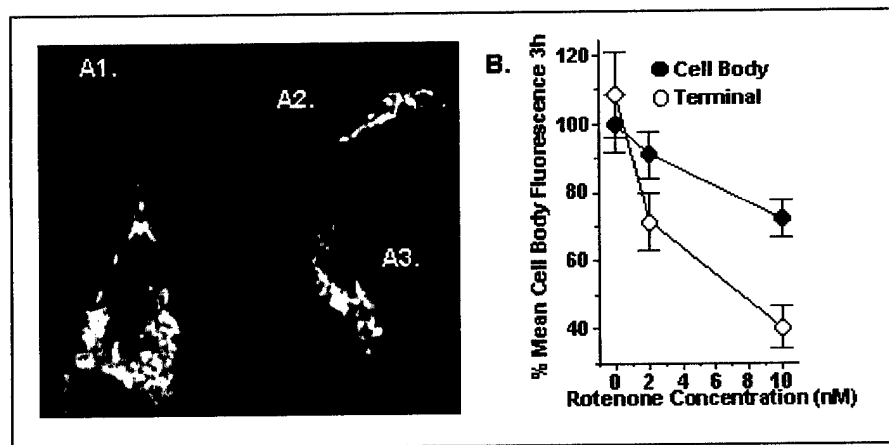 A1.
A2.
A3.
B.
% Mean Cell Body Fluorescence 3h
120
100
80
60
40
Cell Body
Terminal
0 2 4 6 8 10
Rotenone Concentration (nM)